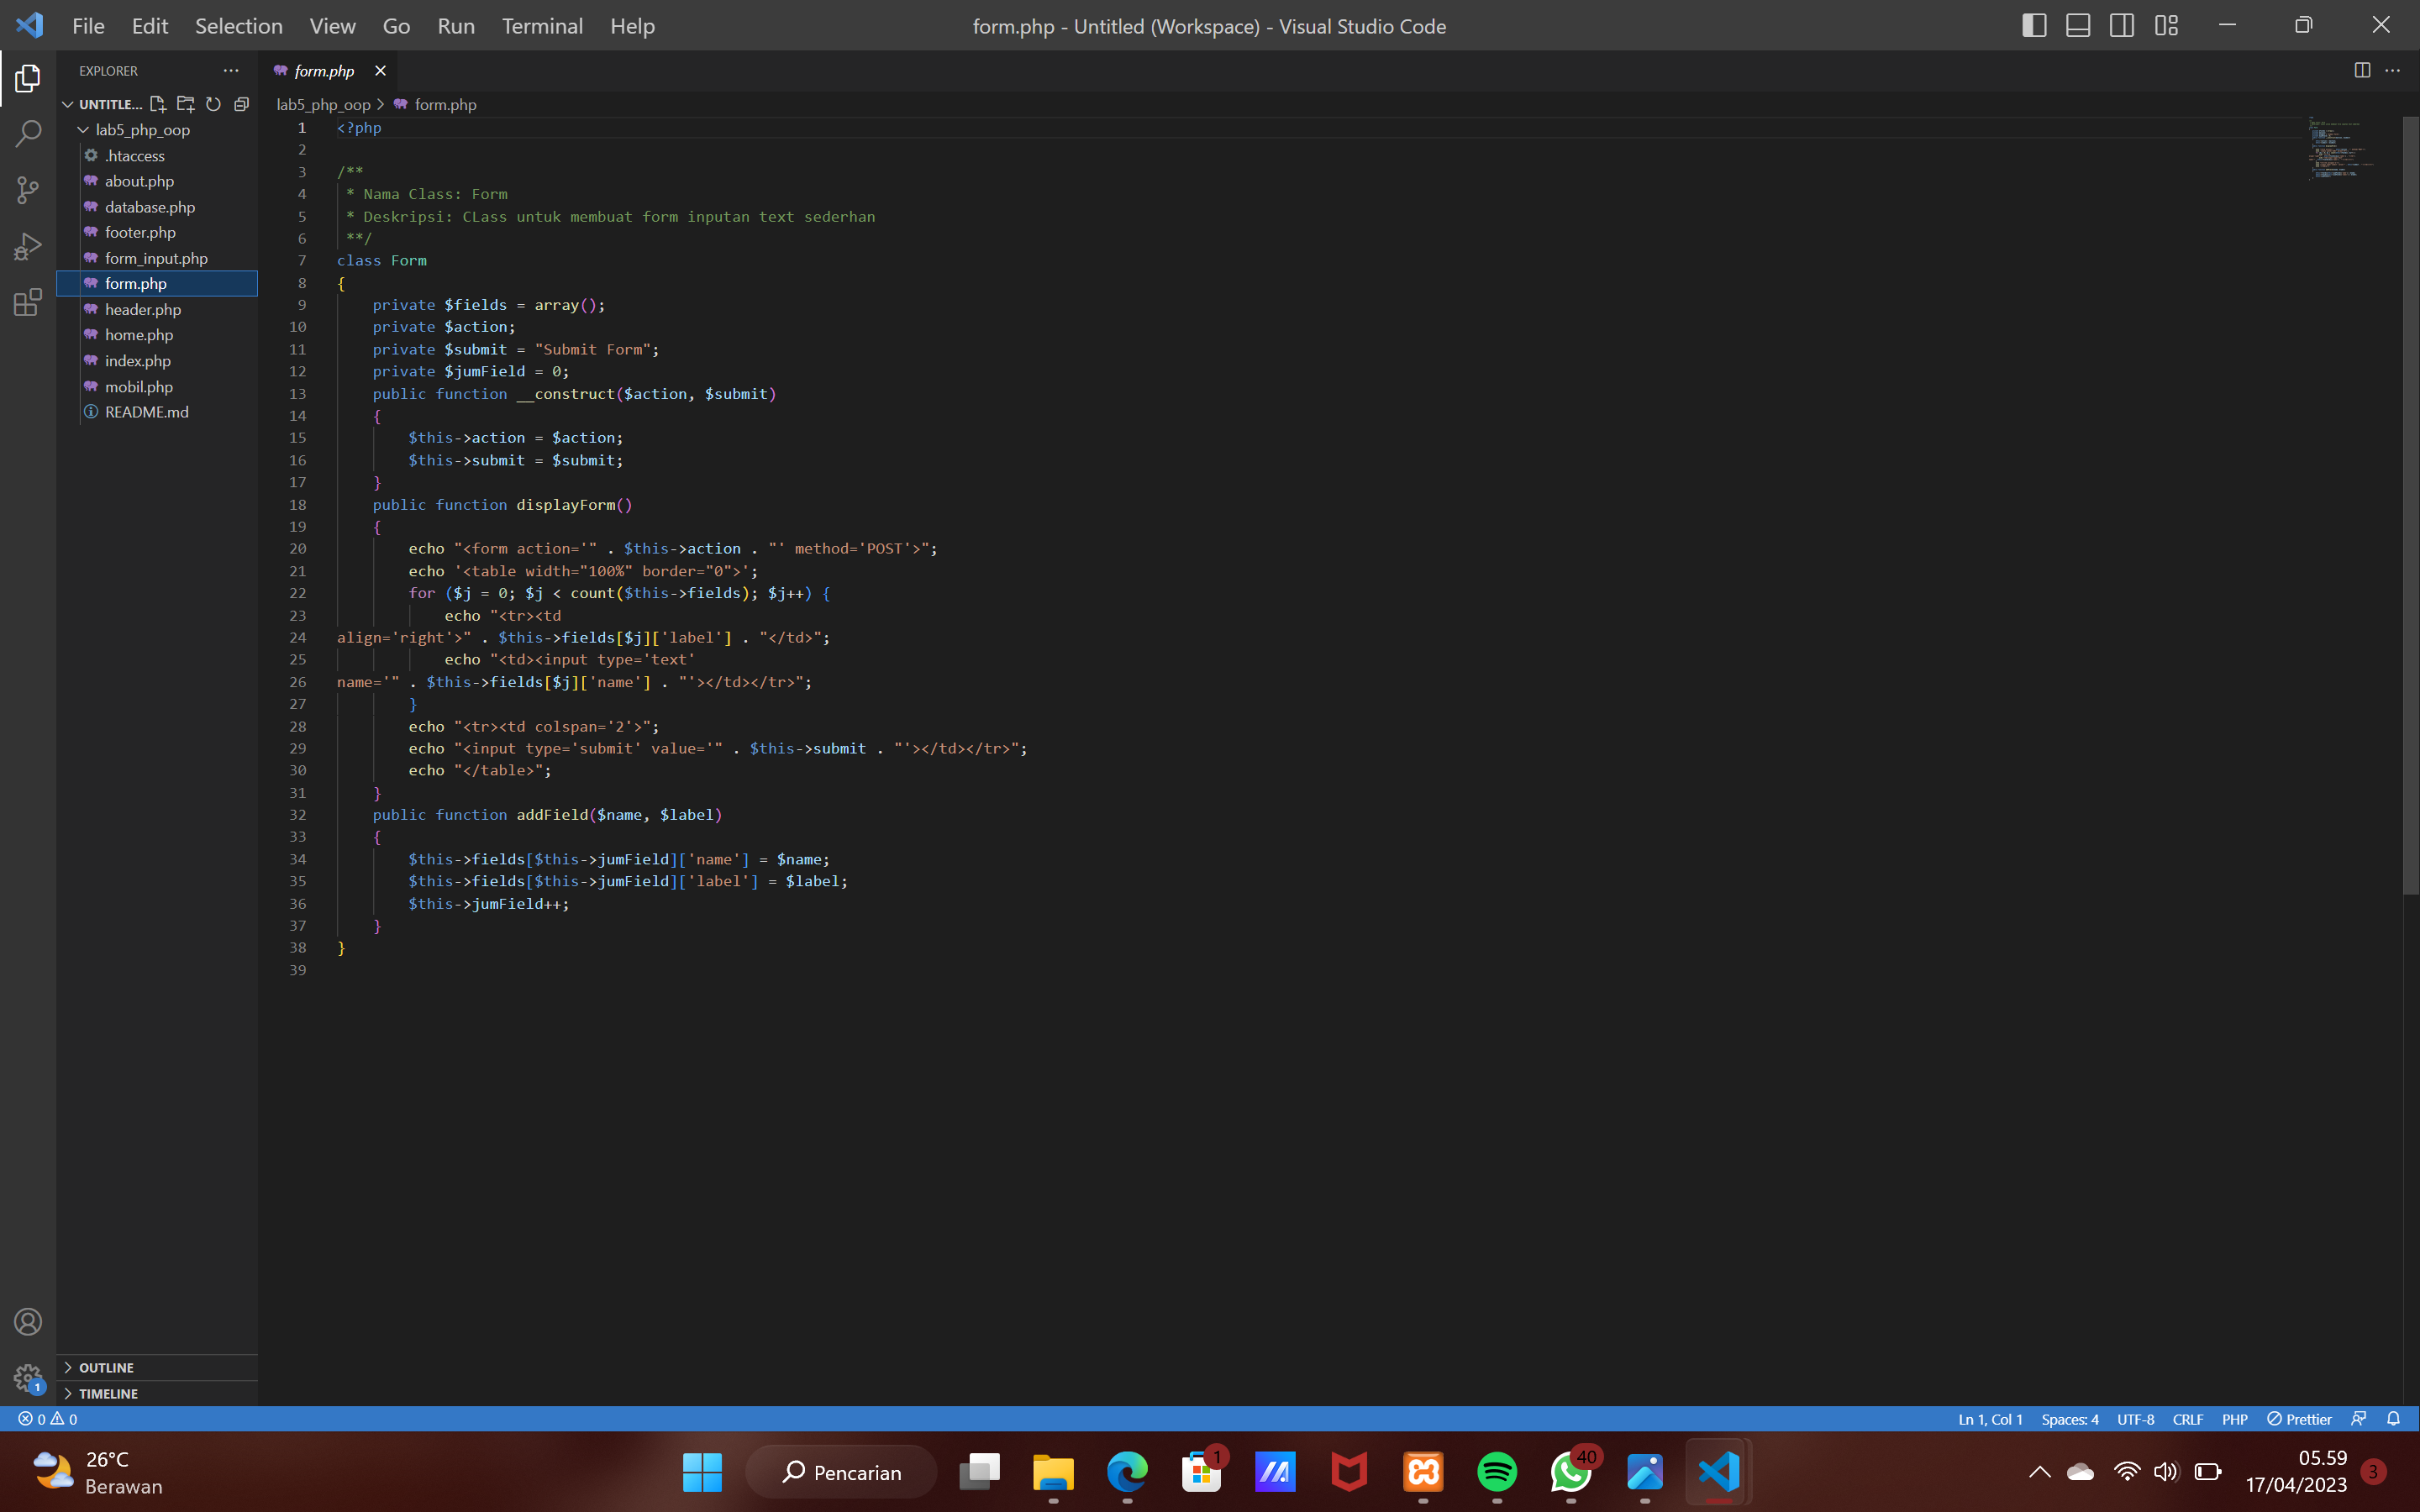 File Edit Selection View Go Run Terminal Help
form.php - Untitled (Workspace) - Visual Studio Code
EXPLORER
UNTITLE...
lab5_php_oop
.htaccess
about.php
database.php
footer.php
form_input.php
form.php
header.php
home.php
index.php
mobil.php
README.md
OUTLINE
TIMELINE
form.php
lab5_php_oop > form.php
1 <?php
2
3 /**
4 * Nama Class: Form
5 * Deskripsi: CLass untuk membuat form inputan text sederhan
6 **/
7 class Form
8 {
9 private $fields = array();
10 private $action;
11 private $submit = "Submit Form";
12 private $jumField = 0;
13 public function __construct($action, $submit)
14 {
15 $this->action = $action;
16 $this->submit = $submit;
17 }
18 public function displayForm()
19 {
20 echo "<form action='" . $this->action . "' method='POST'>";
21 echo '<table width="100%" border="0">';
22 for ($j = 0; $j < count($this->fields); $j++) {
23 echo "<tr><td
24 align='right'>" . $this->fields[$j]['label'] . "</td>";
25 echo "<td><input type='text'
26 name='" . $this->fields[$j]['name'] . "'></td></tr>";
27 }
28 echo "<tr><td colspan='2'>";
29 echo "<input type='submit' value='" . $this->submit . "'></td></tr>";
30 echo "</table>";
31 }
32 public function addField($name, $label)
33 {
34 $this->fields[$this->jumField]['name'] = $name;
35 $this->fields[$this->jumField]['label'] = $label;
36 $this->jumField++;
37 }
38 }
39
1
0 0
Ln 1, Col 1 Spaces: 4 UTF-8 CRLF PHP Prettier
26°C
Berawan
Pencarian
1
40
05.59
17/04/2023
3